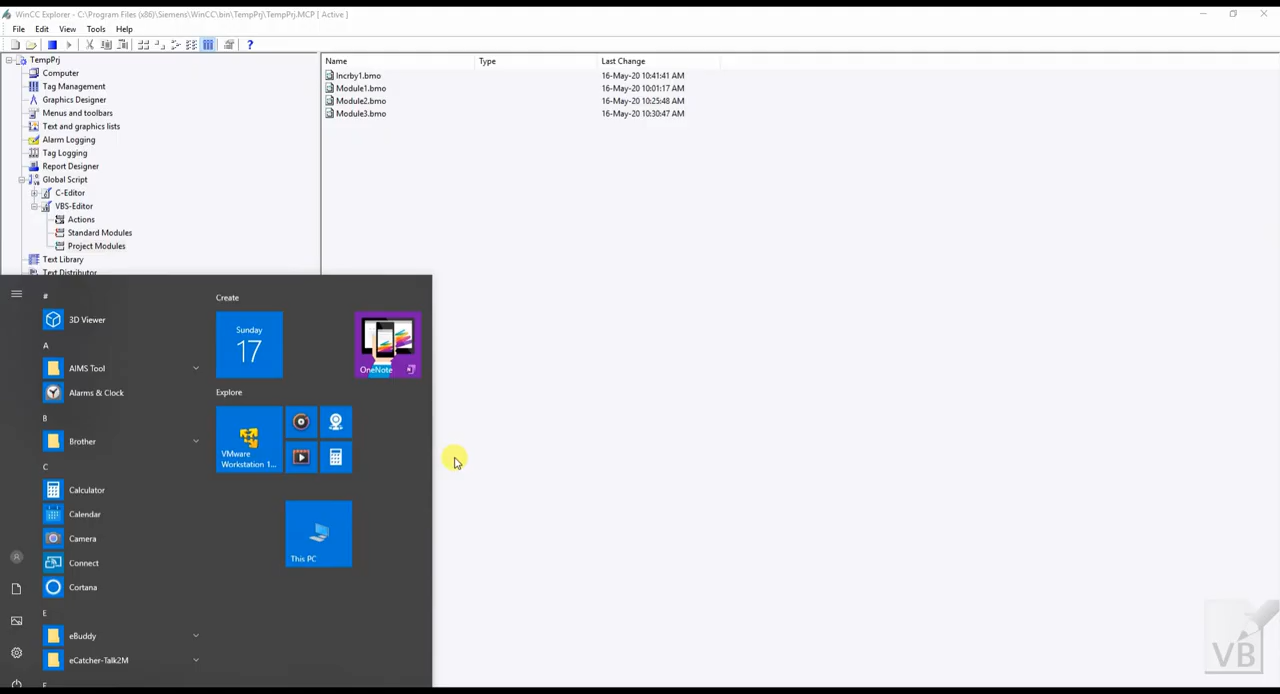 WinCC Explorer - C:\Program Files (x86)\Siemens\WinCC\bin\TempPrj\TempPrj.MCP [ Active ]
File Edit View Tools Help
TempPrj
Computer
Tag Management
Graphics Designer
Menus and toolbars
Text and graphics lists
Alarm Logging
Tag Logging
Report Designer
Global Script
C-Editor
VBS-Editor
Actions
Standard Modules
Project Modules
Text Library
Text Distributor
Name Type Last Change
Incrby1.bmo 16-May-20 10:41:41 AM
Module1.bmo 16-May-20 10:01:17 AM
Module2.bmo 16-May-20 10:25:48 AM
Module3.bmo 16-May-20 10:30:47 AM
#
3D Viewer
A
AIMS Tool
Alarms & Clock
B
Brother
C
Calculator
Calendar
Camera
Connect
Cortana
E
eBuddy
eCatcher-Talk2M
F
Create
Sunday
17
OneNote
Explore
VMware
Workstation 1...
This PC
VB